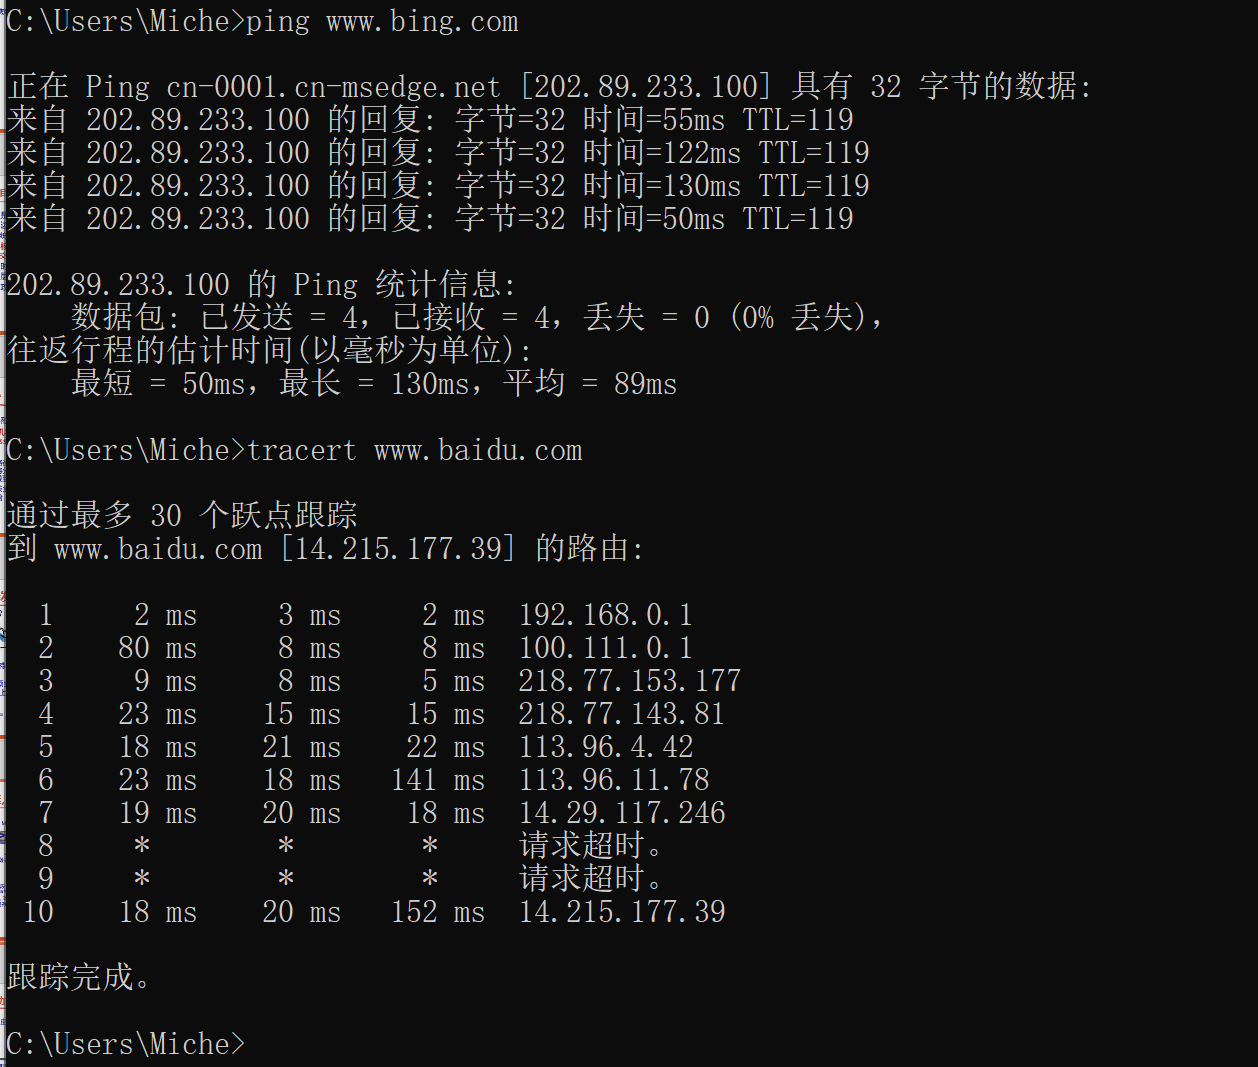 C:\Users\Miche>ping www.bing.com
正在 Ping cn-0001.cn-msedge.net [202.89.233.100] 具有 32 字节的数据:
来自 202.89.233.100 的回复: 字节=32 时间=55ms TTL=119
来自 202.89.233.100 的回复: 字节=32 时间=122ms TTL=119
来自 202.89.233.100 的回复: 字节=32 时间=130ms TTL=119
来自 202.89.233.100 的回复: 字节=32 时间=50ms TTL=119
202.89.233.100 的 Ping 统计信息:
    数据包: 已发送 = 4，已接收 = 4，丢失 = 0 (0% 丢失)，
往返行程的估计时间(以毫秒为单位):
    最短 = 50ms，最长 = 130ms，平均 = 89ms
C:\Users\Miche>tracert www.baidu.com
通过最多 30 个跃点跟踪
到 www.baidu.com [14.215.177.39] 的路由:
  1     2 ms     3 ms     2 ms  192.168.0.1
  2    80 ms     8 ms     8 ms  100.111.0.1
  3     9 ms     8 ms     5 ms  218.77.153.177
  4    23 ms    15 ms    15 ms  218.77.143.81
  5    18 ms    21 ms    22 ms  113.96.4.42
  6    23 ms    18 ms   141 ms  113.96.11.78
  7    19 ms    20 ms    18 ms  14.29.117.246
  8     *        *        *     请求超时。
  9     *        *        *     请求超时。
 10    18 ms    20 ms   152 ms  14.215.177.39
跟踪完成。
C:\Users\Miche>